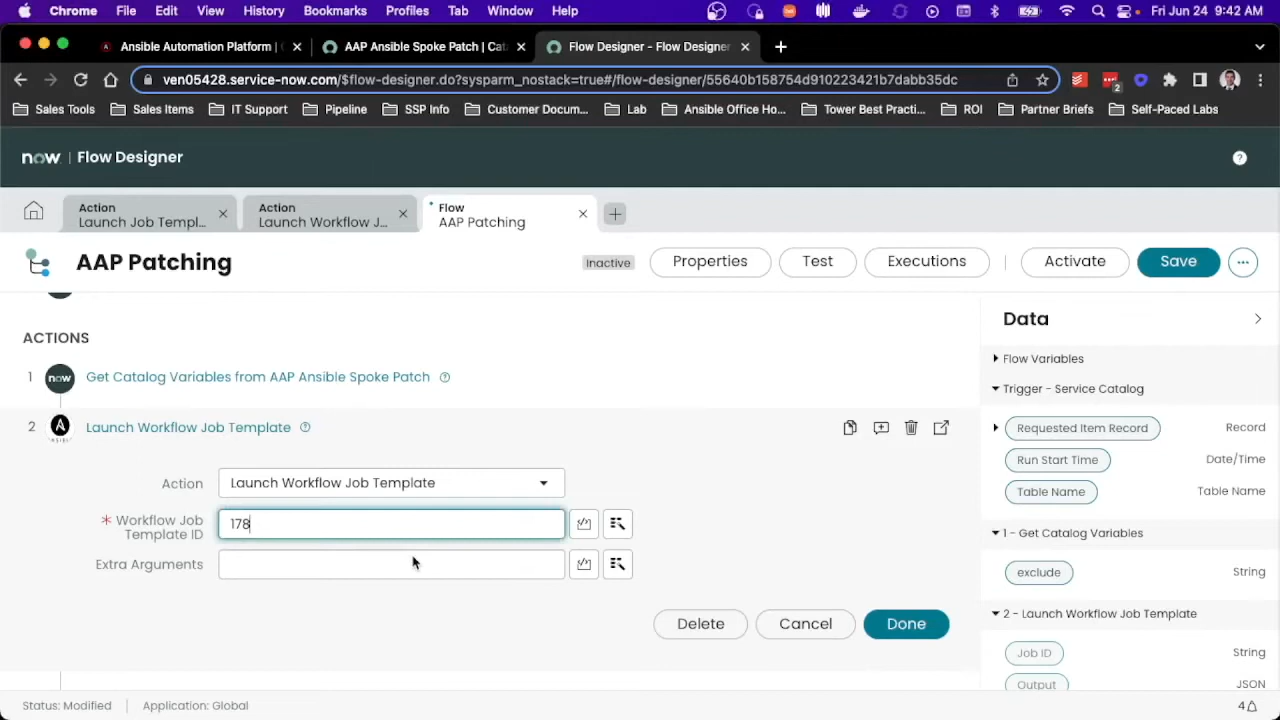 Chrome File Edit View History Bookmarks Profiles Tab Window Help Fri Jun 24 9:42 AM
Ansible Automation Platform | AAP Ansible Spoke Patch | Cat Flow Designer - Flow Designer
ven05428.service-now.com/$flow-designer.do?sysparm_nostack=true#/flow-designer/55640b158754d910223421b7dabb35dc 2
Sales Tools Sales Items IT Support Pipeline SSP Info Customer Docum... Lab Ansible Office Ho... Tower Best Practi... ROI Partner Briefs Self-Paced Labs
now | Flow Designer ?
Action Action Flow
Launch Job Templ... Launch Workflow J... AAP Patching
AAP Patching Inactive Properties Test Executions Activate Save ...
Data
ACTIONS
Flow Variables
1 now Get Catalog Variables from AAP Ansible Spoke Patch ?
Trigger - Service Catalog
2 A ANSIBLE Launch Workflow Job Template ?
Requested Item Record Record
Run Start Time Date/Time
Action Launch Workflow Job Template
Table Name Table Name
* Workflow Job Template ID 178
1 - Get Catalog Variables
Extra Arguments
exclude String
2 - Launch Workflow Job Template
Delete Cancel Done
Job ID String
Output JSON
Status: Modified Application: Global 4